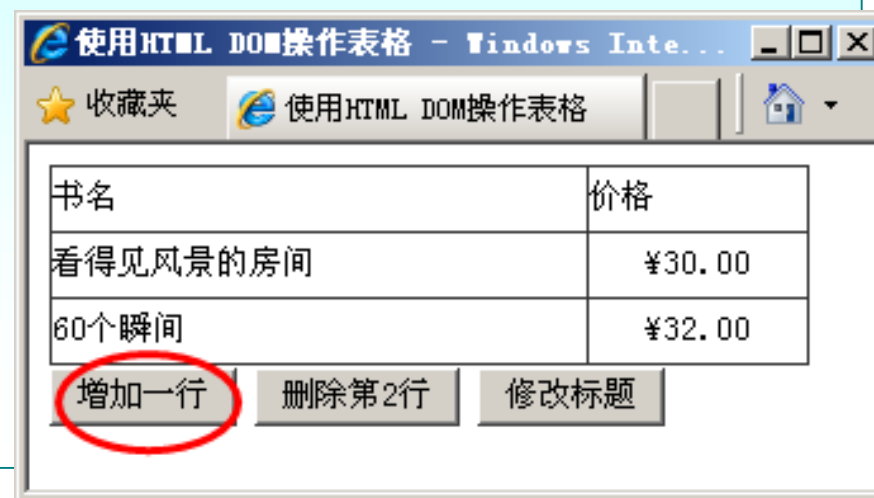 使用HTML DOM操作表格 - Windows Inte...
收藏夹 使用HTML DOM操作表格
书名 价格
看得见风景的房间 ¥30.00
60个瞬间 ¥32.00
增加一行 删除第2行 修改标题